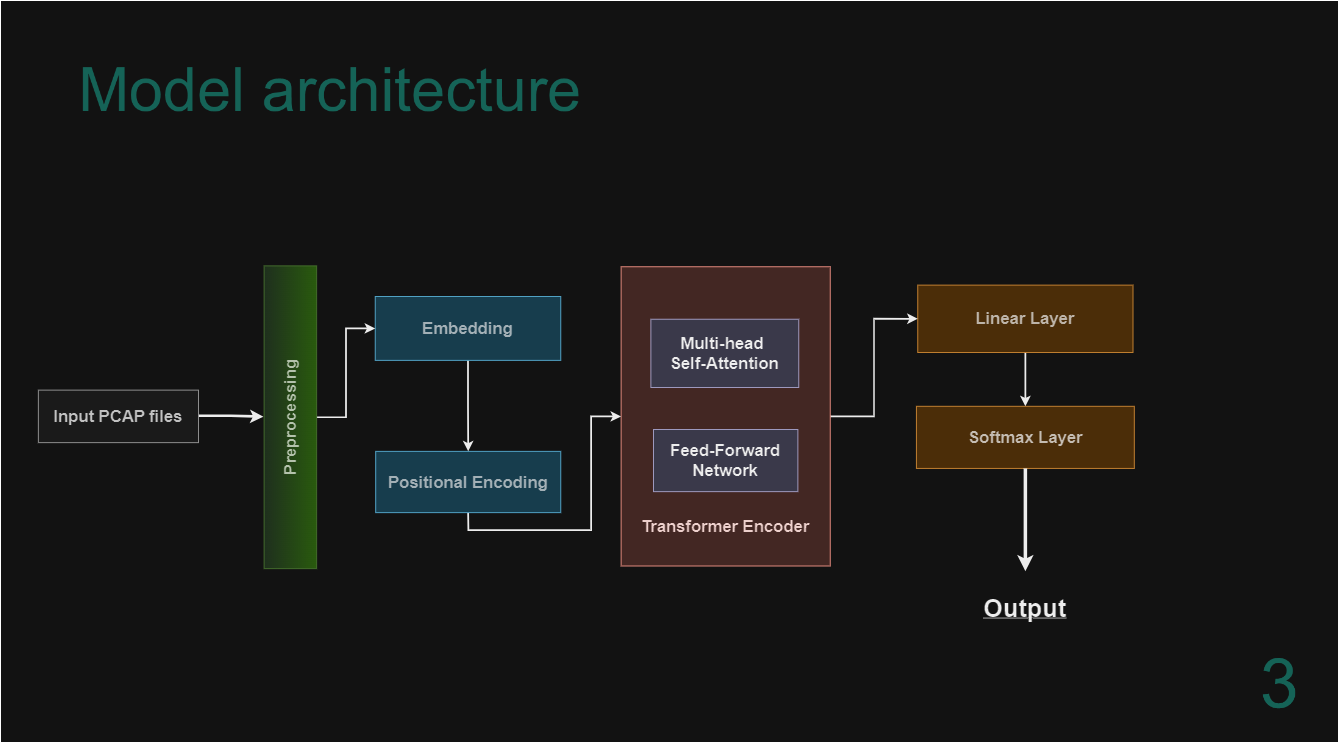 Model architecture
Input PCAP files
Preprocessing
Embedding
Positional Encoding
Multi-head
Self-Attention
Feed-Forward
Network
Transformer Encoder
Linear Layer
Softmax Layer
Output
3